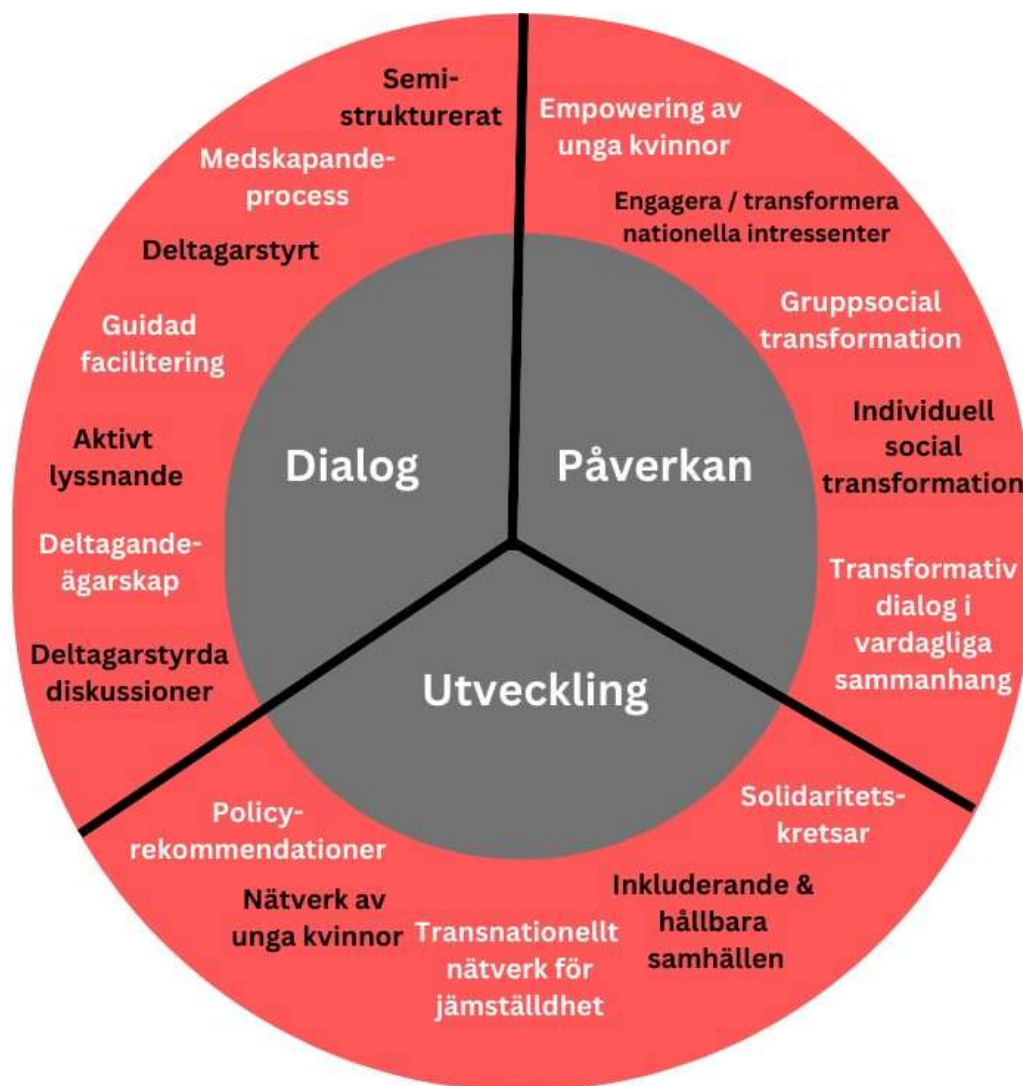 Semi-
strukturerat
Medskapande-
process
Deltagarstyrt
Guidad
facilitering
Aktivt
lyssnande
Deltagande-
ägarskap
Deltagarstyrda
diskussioner
Dialog
Empowering av
unga kvinnor
Engagera / transformera
nationella intressenter
Gruppsocial
transformation
Individuell
social
transformation
Transformativ
dialog i
vardagliga
sammanhang
Påverkan
Utveckling
Policy-
rekommendationer
Nätverk av
unga kvinnor
Transnationellt
nätverk för
jämställdhet
Inkluderande &
hållbara
samhällen
Solidaritets-
kretsar